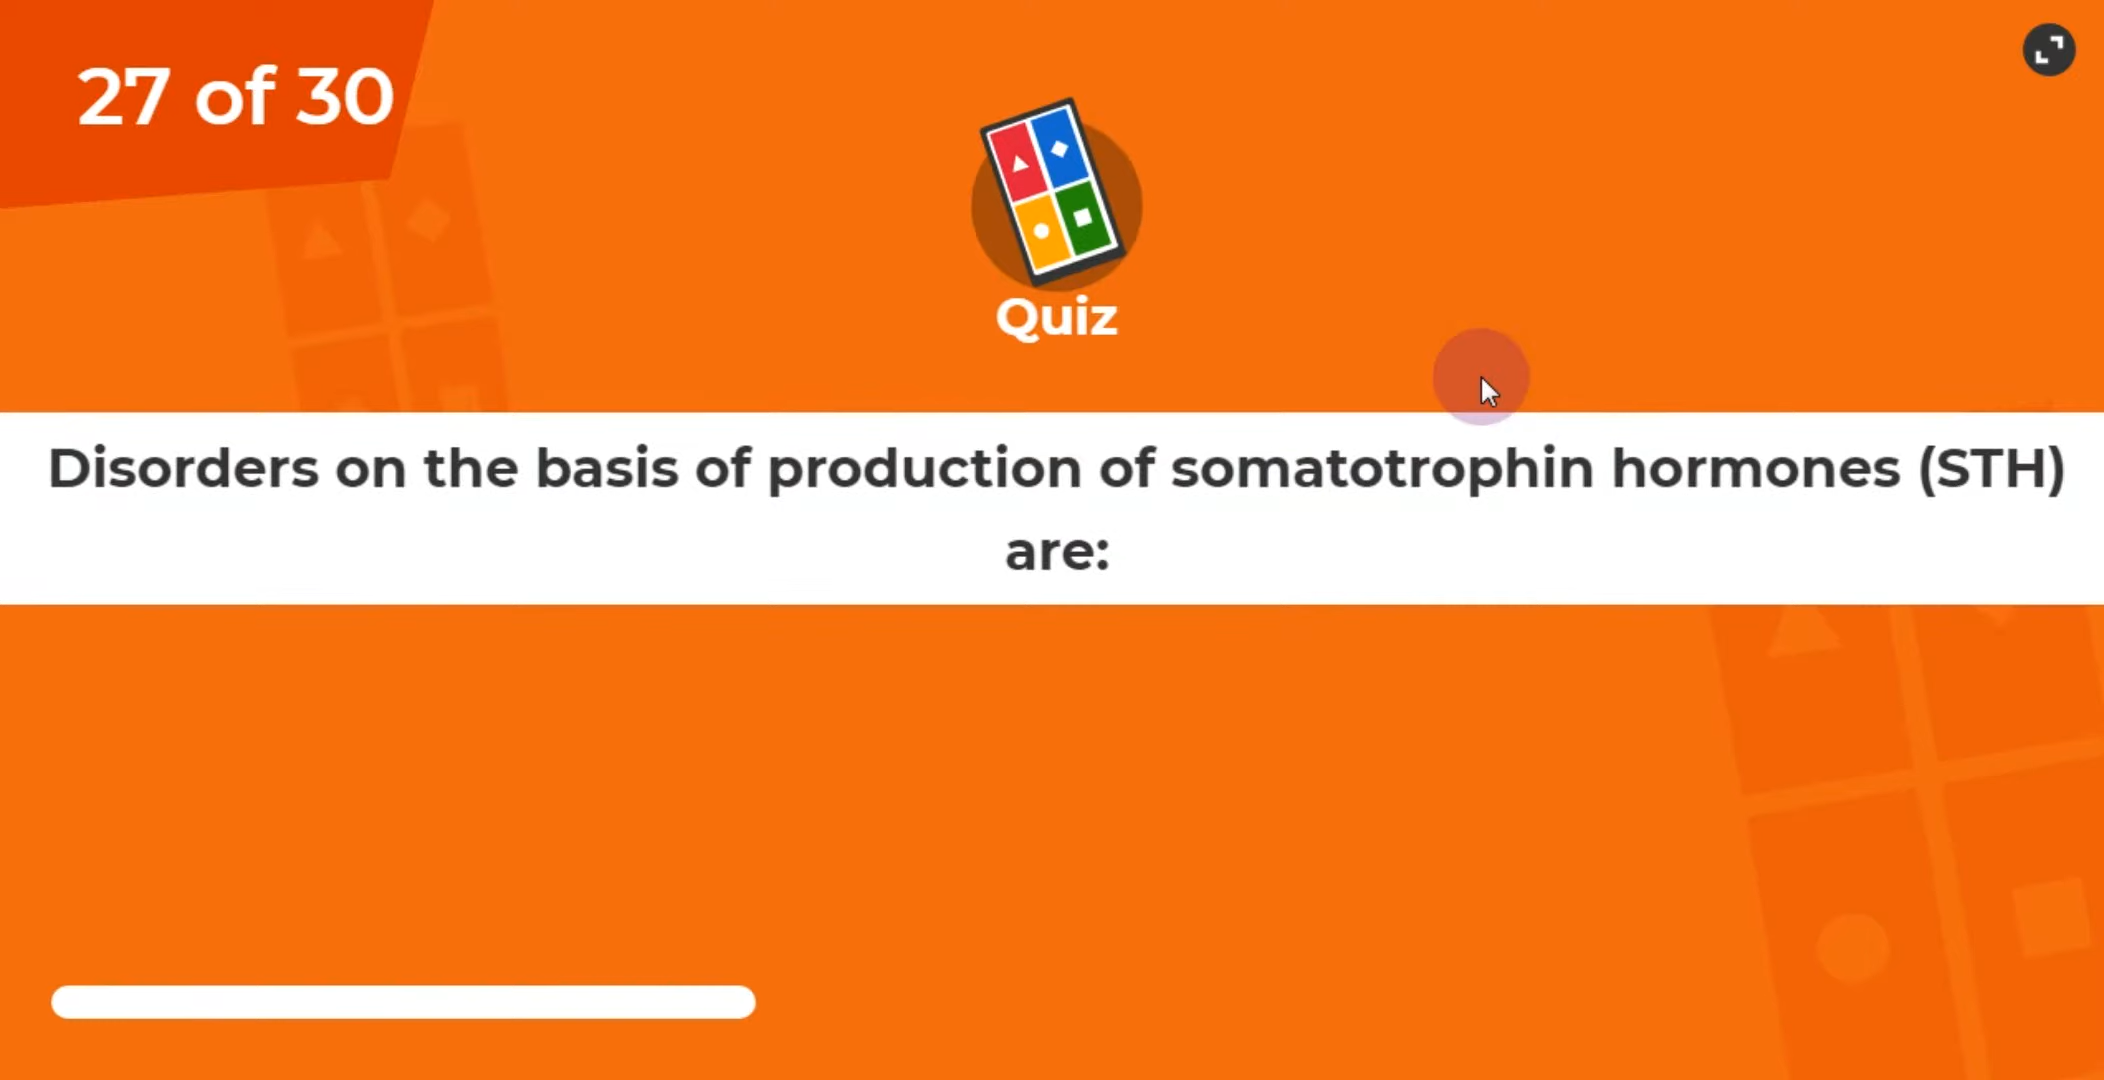 27 of 30
Quiz
Disorders on the basis of production of somatotrophin hormones (STH)
are: